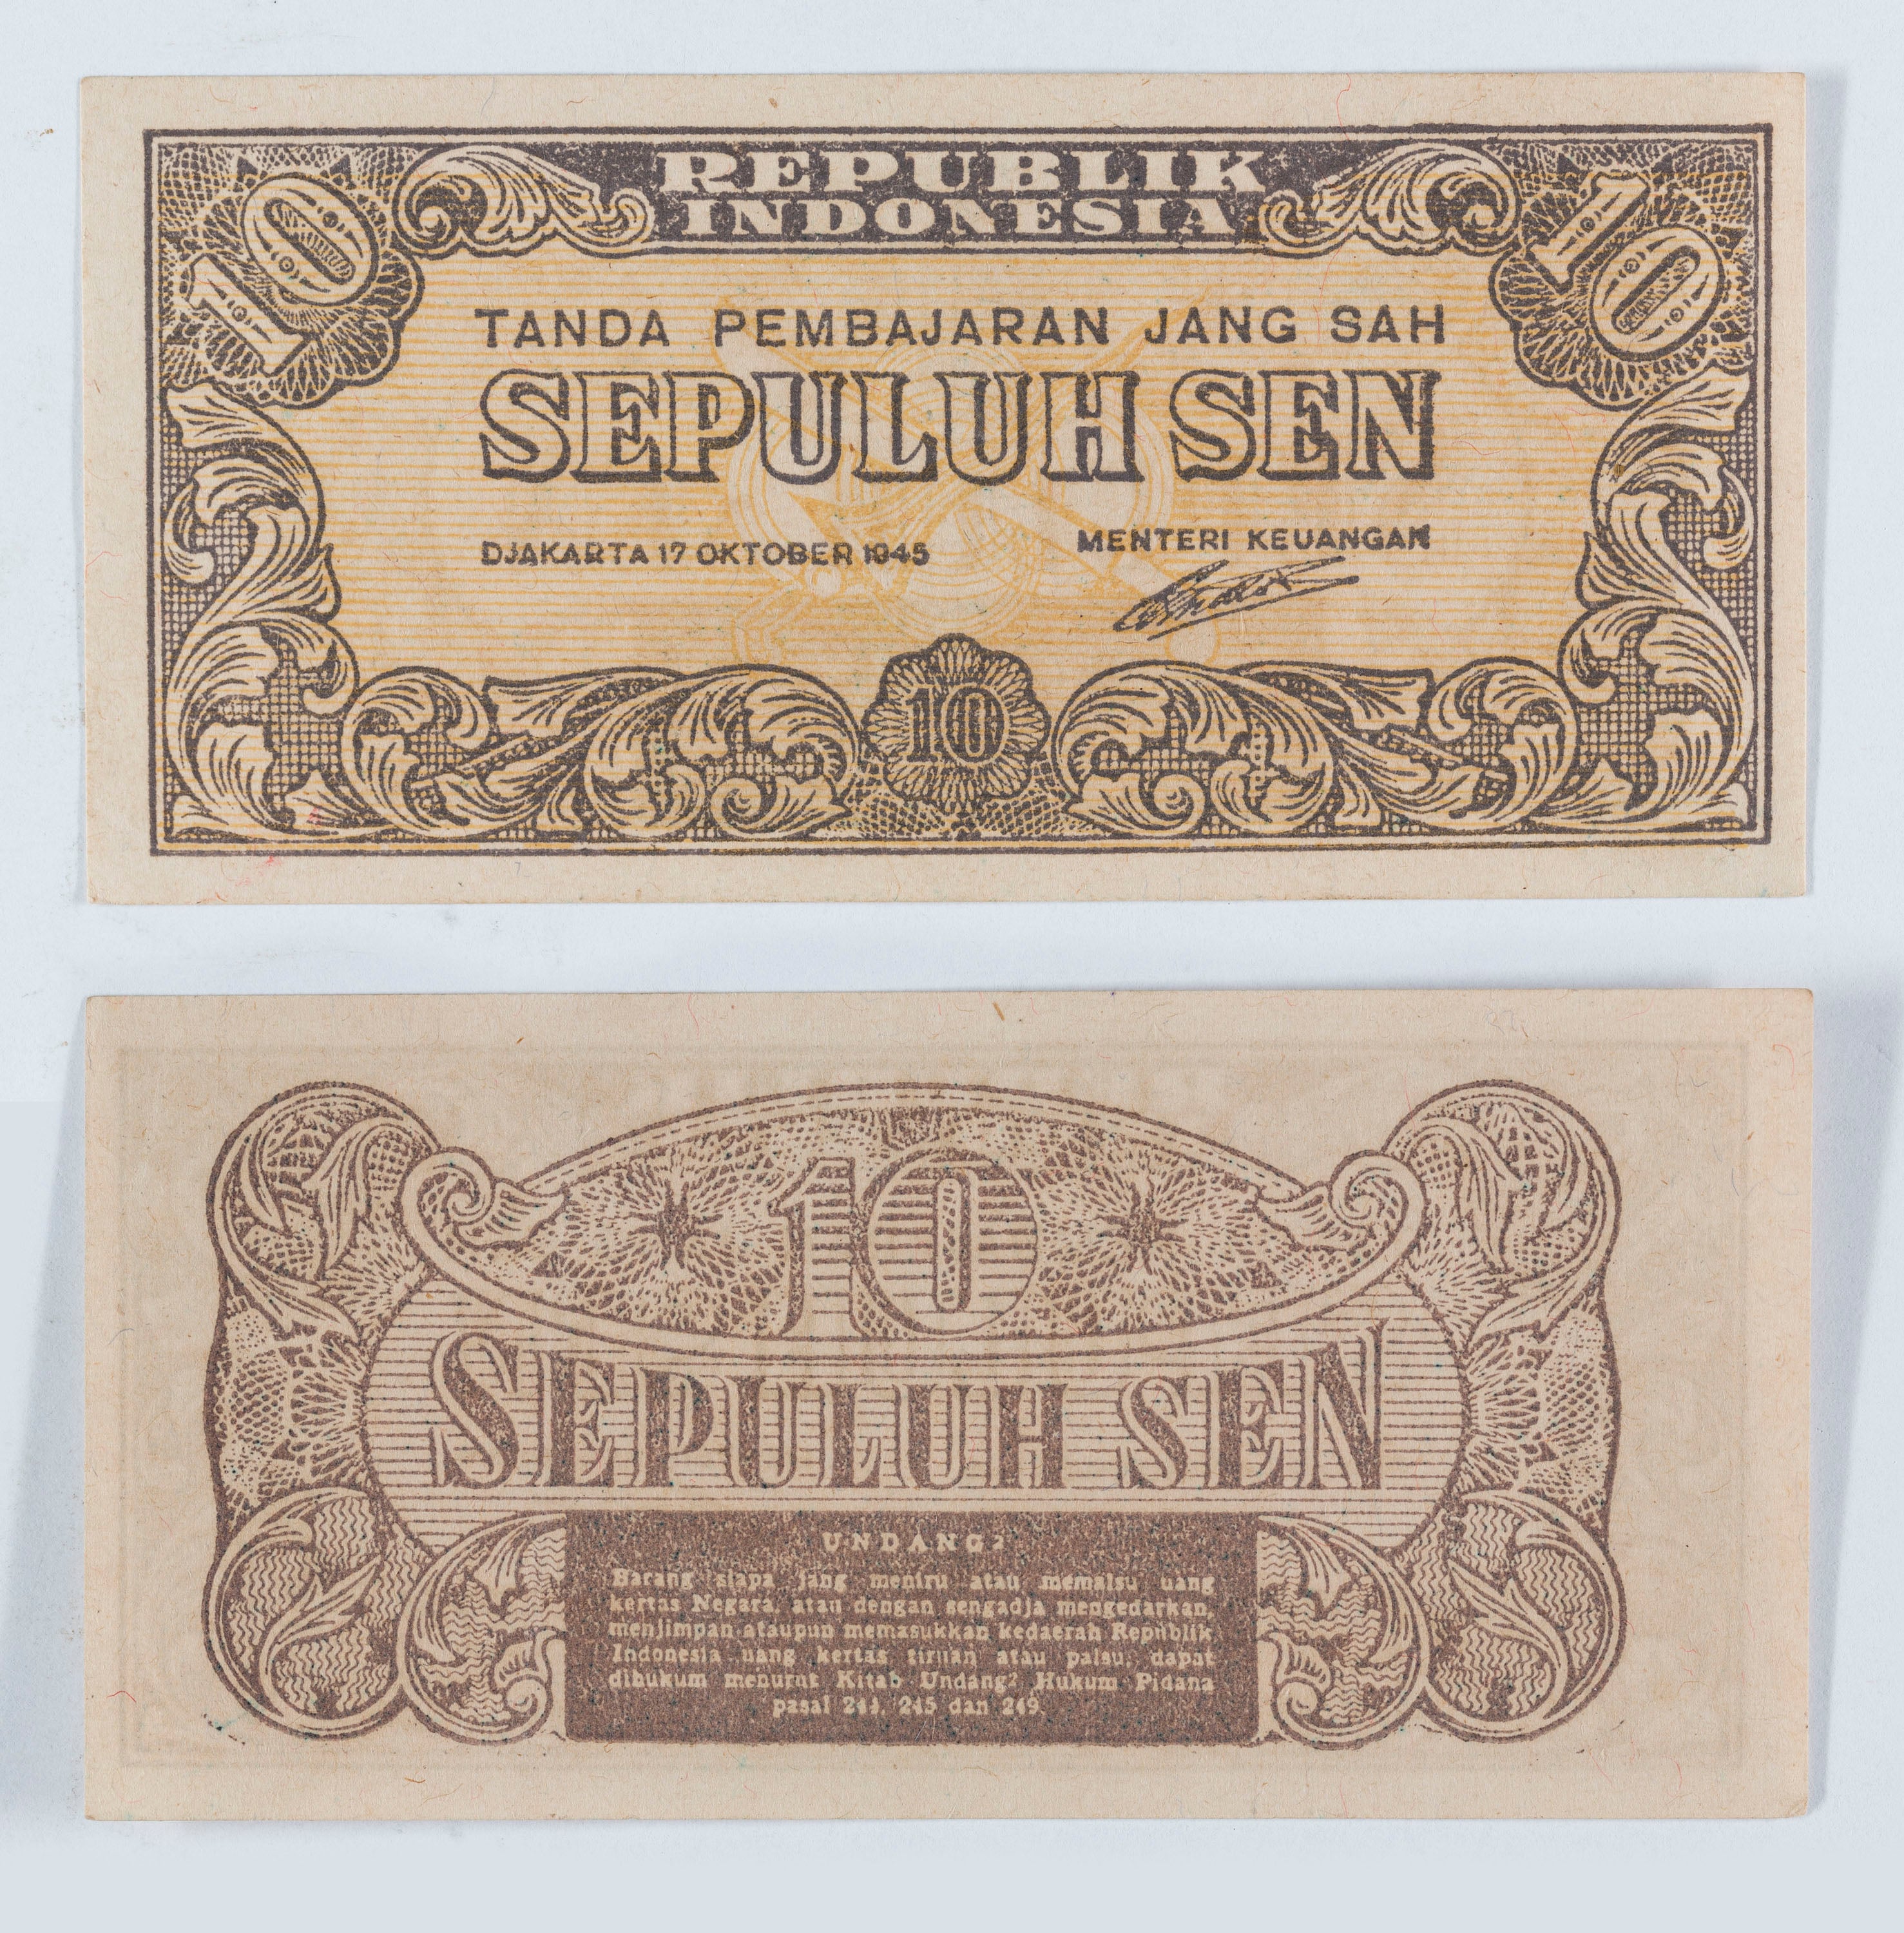 REPUBLIK
INDONESIA
10
10
TANDA PEMBAJARAN JANG SAH
SEPULUH SEN
DJAKARTA 17 OKTOBER 1945
MENTERI KEUANGAN
10
10
SEPULUH SEN
UNDANG2
Barang siapa jang meniru atau memalsu uang
kertas Negara, atau dengan sengadja mengedarkan,
menjimpan ataupun memasukkan kedaerah Republik
Indonesia uang kertas tiruan atau palsu, dapat
dihukum menurut Kitab Undang2 Hukum Pidana
pasal 244, 245 dan 249.